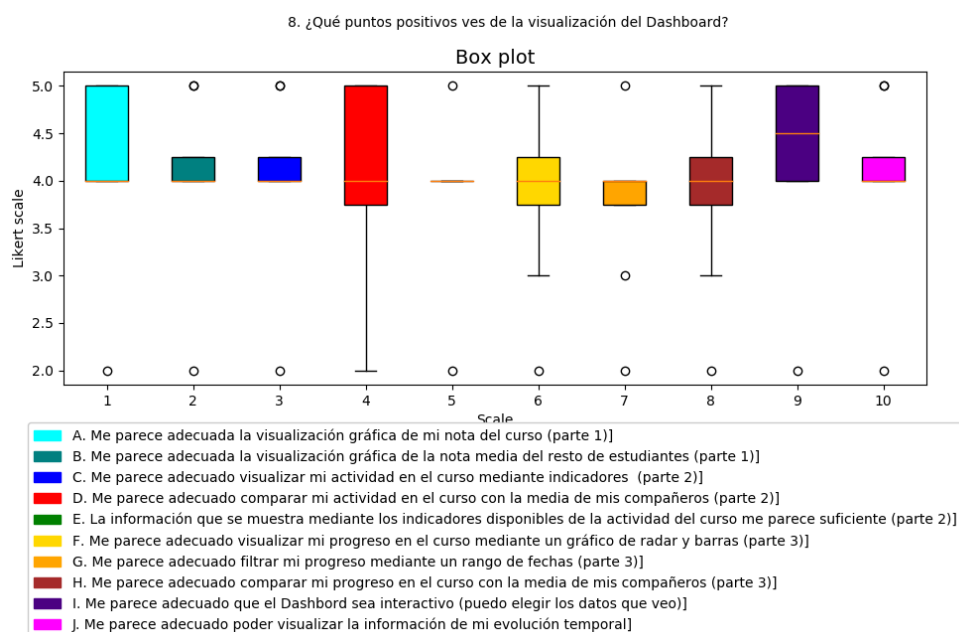 8. ¿Qué puntos positivos ves de la visualización del Dashboard?
Box plot
5.0
4.5
4.0
3.5
3.0
2.5
2.0
Likert scale
1 2 3 4 5 6 7 8 9 10
Scale
A. Me parece adecuada la visualización gráfica de mi nota del curso (parte 1)]
B. Me parece adecuada la visualización gráfica de la nota media del resto de estudiantes (parte 1)]
C. Me parece adecuado visualizar mi actividad en el curso mediante indicadores  (parte 2)]
D. Me parece adecuado comparar mi actividad en el curso con la media de mis compañeros (parte 2)]
E. La información que se muestra mediante los indicadores disponibles de la actividad del curso me parece suficiente (parte 2)]
F. Me parece adecuado visualizar mi progreso en el curso mediante un gráfico de radar y barras (parte 3)]
G. Me parece adecuado filtrar mi progreso mediante un rango de fechas (parte 3)]
H. Me parece adecuado comparar mi progreso en el curso con la media de mis compañeros (parte 3)]
I. Me parece adecuado que el Dashbord sea interactivo (puedo elegir los datos que veo)]
J. Me parece adecuado poder visualizar la información de mi evolución temporal]